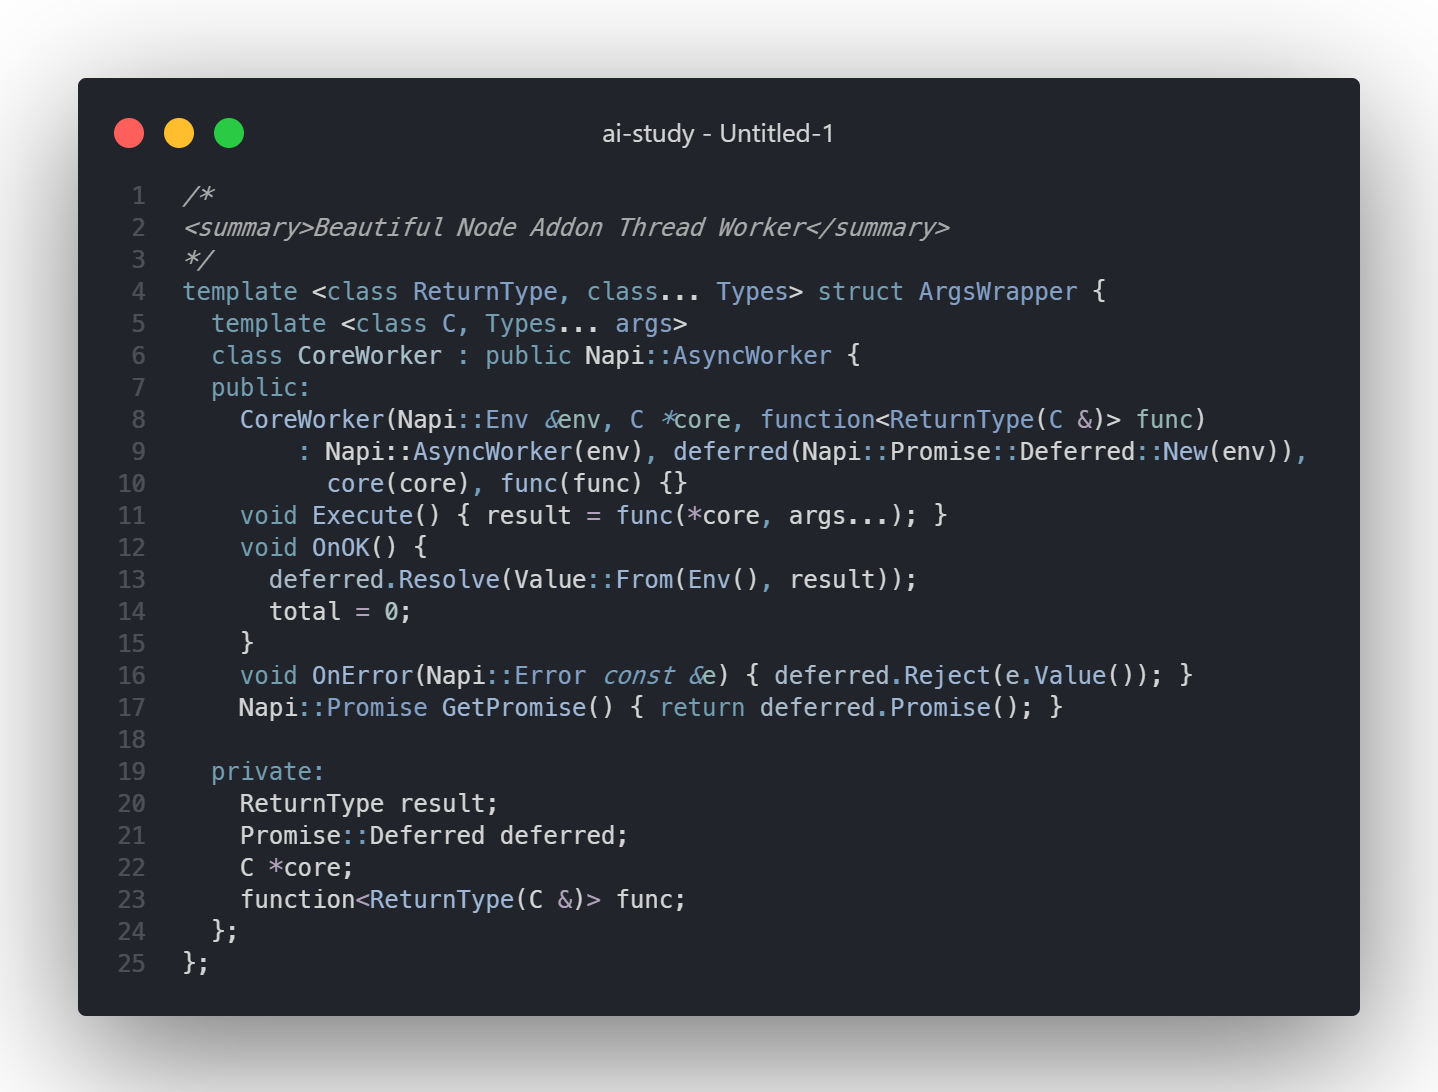 ai-study - Untitled-1
1 /*
2 <summary>Beautiful Node Addon Thread Worker</summary>
3 */
4 template <class ReturnType, class... Types> struct ArgsWrapper {
5   template <class C, Types... args>
6   class CoreWorker : public Napi::AsyncWorker {
7   public:
8     CoreWorker(Napi::Env &env, C *core, function<ReturnType(C &)> func)
9         : Napi::AsyncWorker(env), deferred(Napi::Promise::Deferred::New(env)),
10           core(core), func(func) {}
11     void Execute() { result = func(*core, args...); }
12     void OnOK() {
13       deferred.Resolve(Value::From(Env(), result));
14       total = 0;
15     }
16     void OnError(Napi::Error const &e) { deferred.Reject(e.Value()); }
17     Napi::Promise GetPromise() { return deferred.Promise(); }
18
19   private:
20     ReturnType result;
21     Promise::Deferred deferred;
22     C *core;
23     function<ReturnType(C &)> func;
24   };
25 };